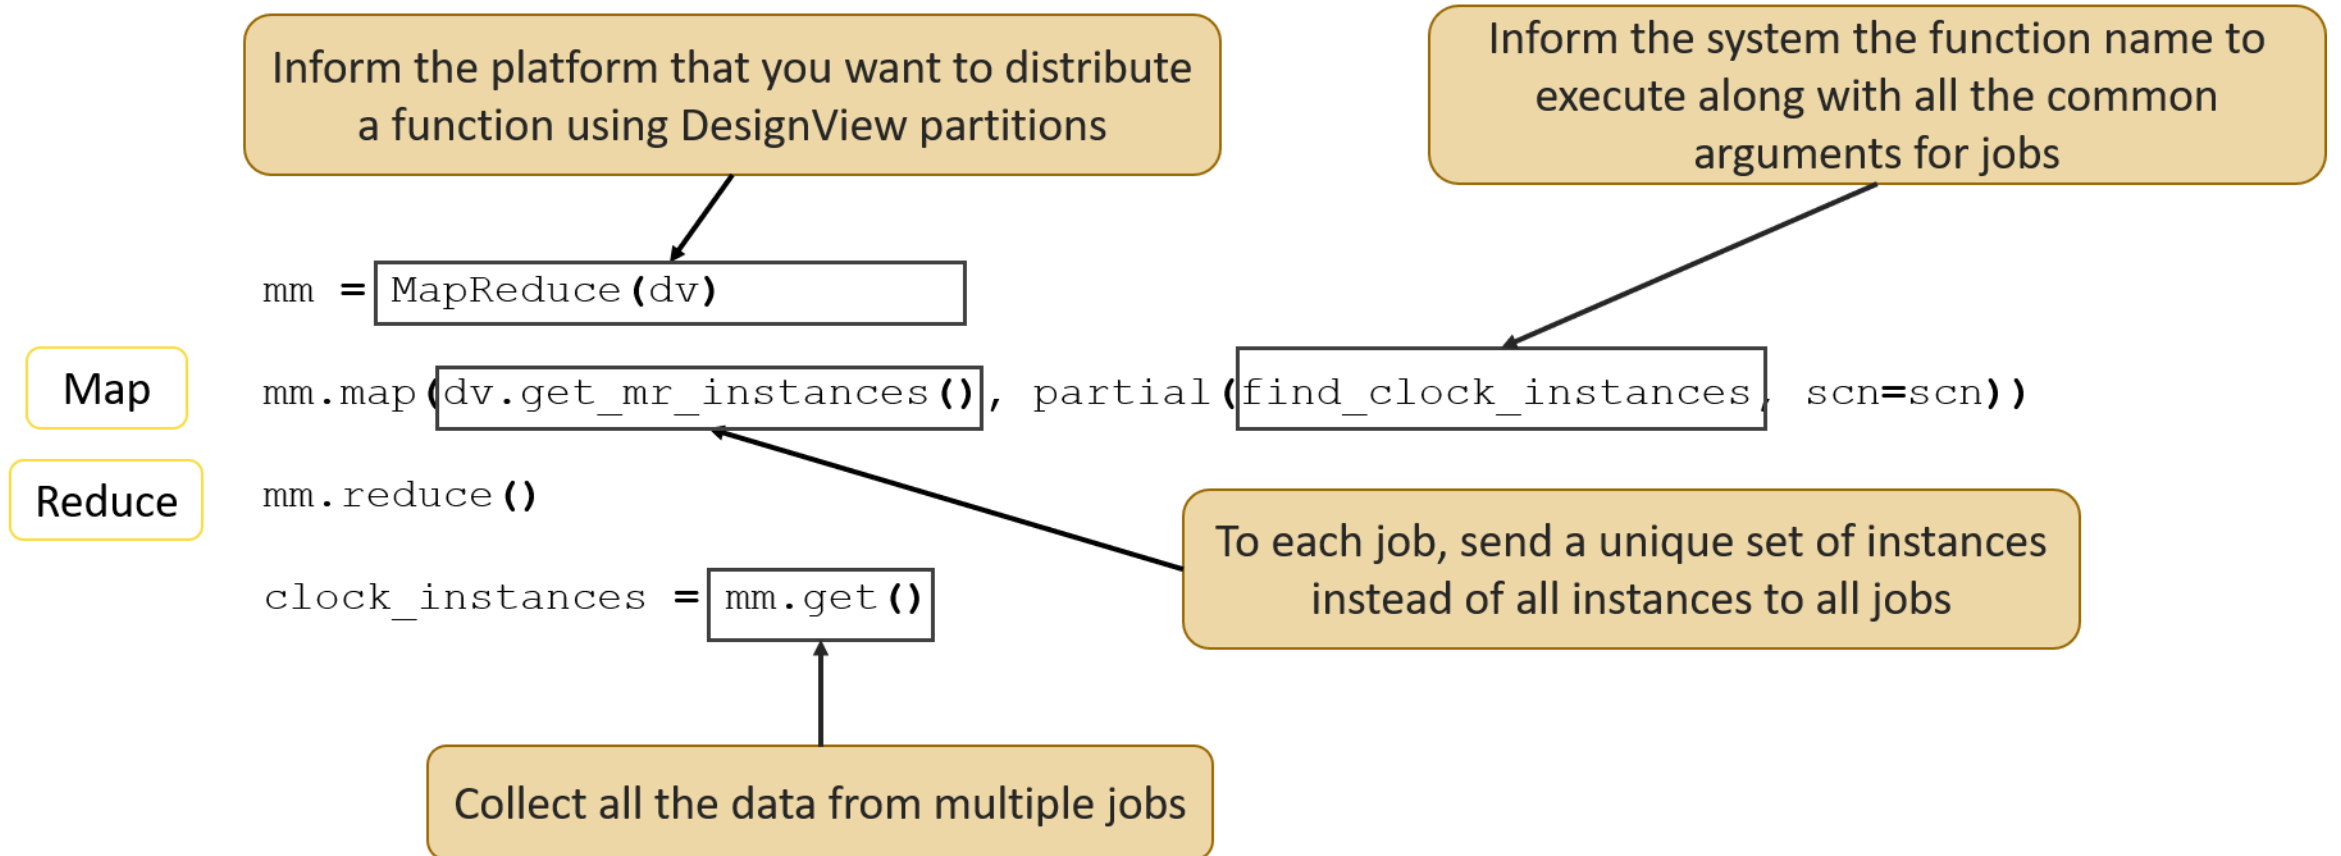 Inform the platform that you want to distribute
a function using DesignView partitions
Inform the system the function name to
execute along with all the common
arguments for jobs
mm = MapReduce(dv)
Map
mm.map(dv.get_mr_instances(), partial(find_clock_instances, scn=scn))
Reduce
mm.reduce()
To each job, send a unique set of instances
instead of all instances to all jobs
clock_instances = mm.get()
Collect all the data from multiple jobs